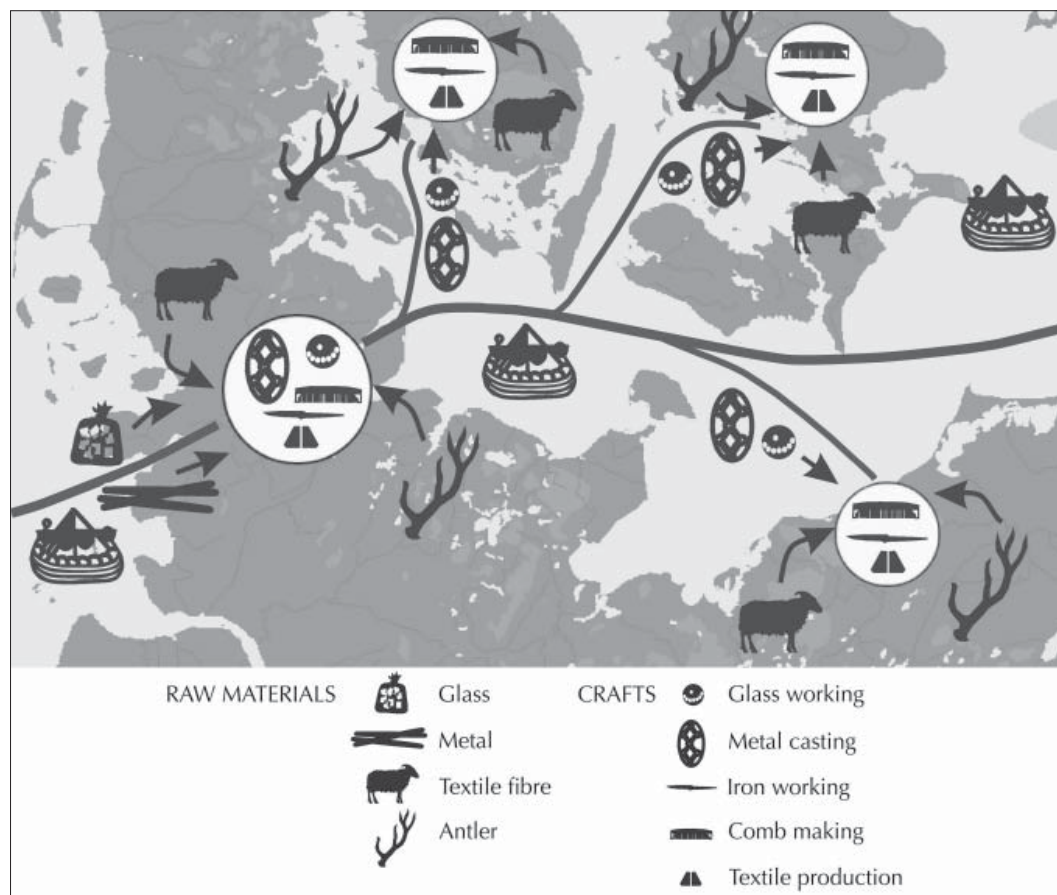 RAW MATERIALS Glass CRAFTS Glass working
Metal Metal casting
Textile fibre Iron working
Antler Comb making
Textile production